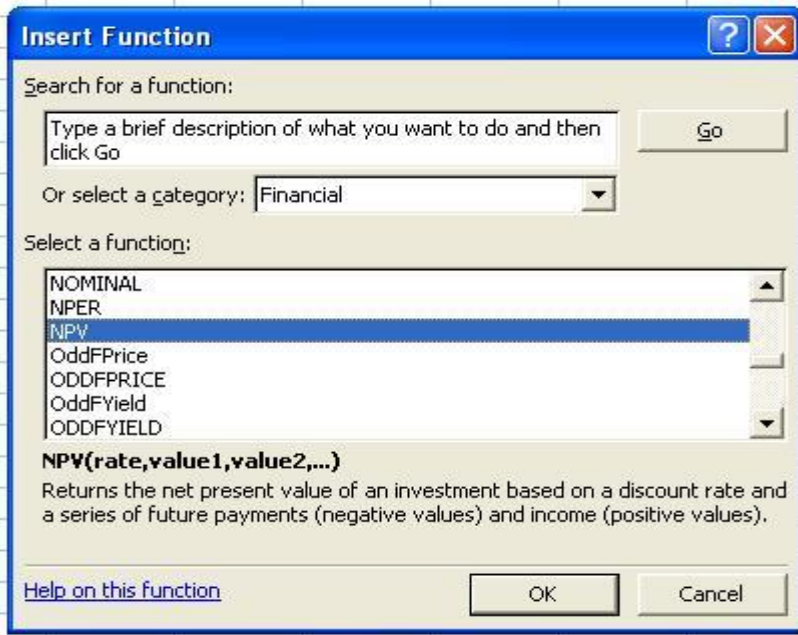 Insert Function
Search for a function:
Type a brief description of what you want to do and then
click Go
Go
Or select a category: Financial
Select a function:
NOMINAL
NPER
NPV
OddFPrice
ODDFPRICE
OddFYield
ODDFYIELD
NPV(rate,value1,value2,...)
Returns the net present value of an investment based on a discount rate and
a series of future payments (negative values) and income (positive values).
Help on this function
OK
Cancel